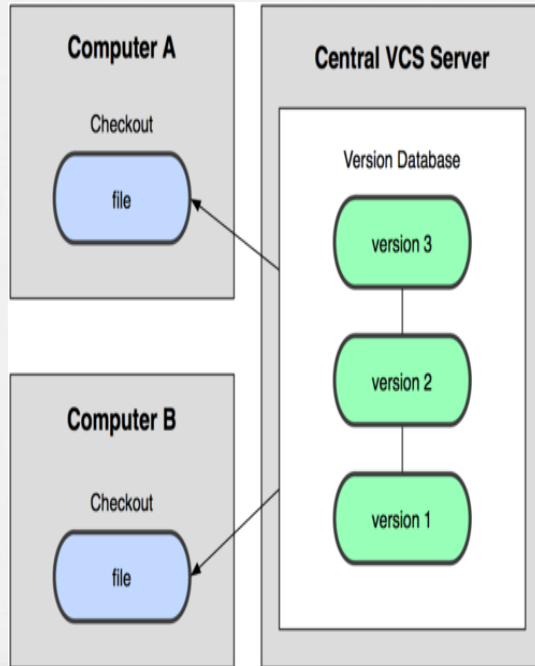 Computer A
Checkout
file
Computer B
Checkout
file
Central VCS Server
Version Database
version 3
version 2
version 1